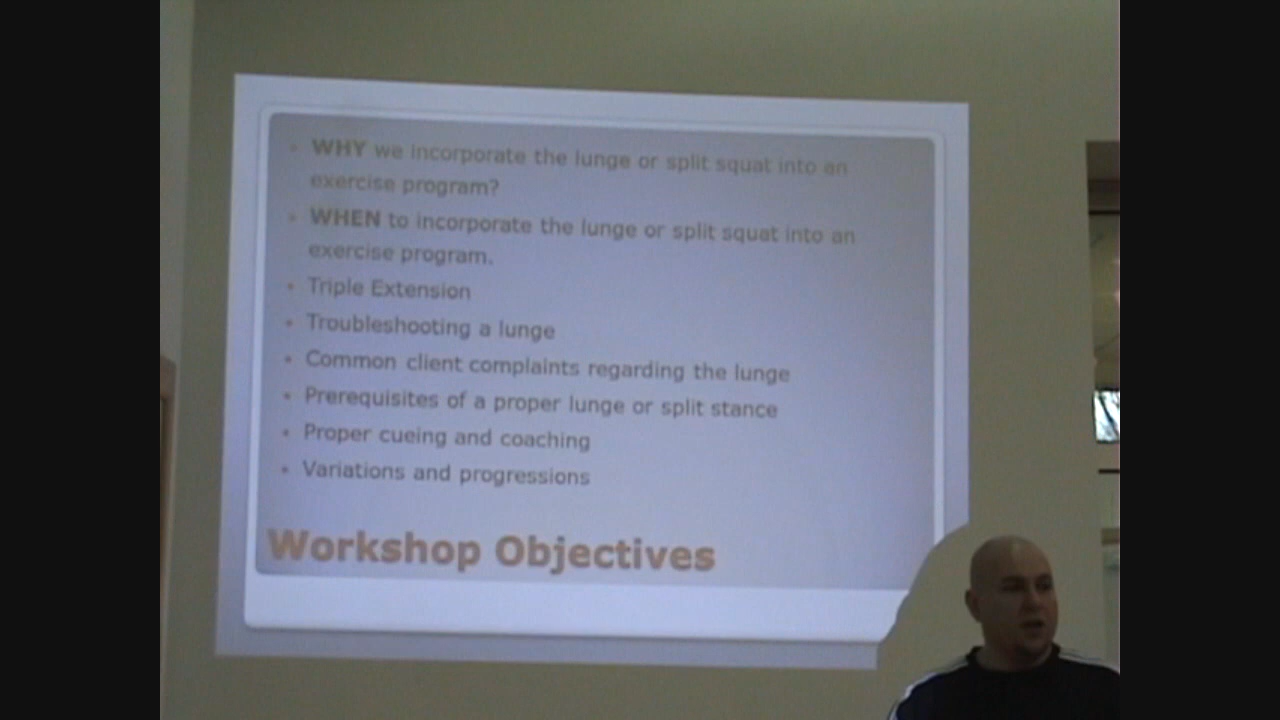 WHY we incorporate the lunge or split squat into an
exercise program?
WHEN to incorporate the lunge or split squat into an
exercise program.
Triple Extension
Troubleshooting a lunge
Common client complaints regarding the lunge
Prerequisites of a proper lunge or split stance
Proper cueing and coaching
Variations and progressions
Workshop Objectives